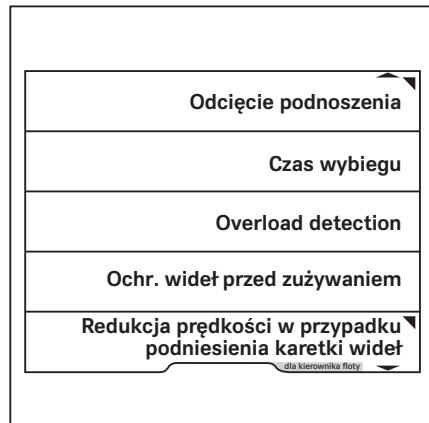 Odcięcie podnoszenia
Czas wybiegu
Overload detection
Ochr. wideł przed zużywaniem
Redukcja prędkości w przypadku
podniesienia karetki wideł
dla kierownika floty